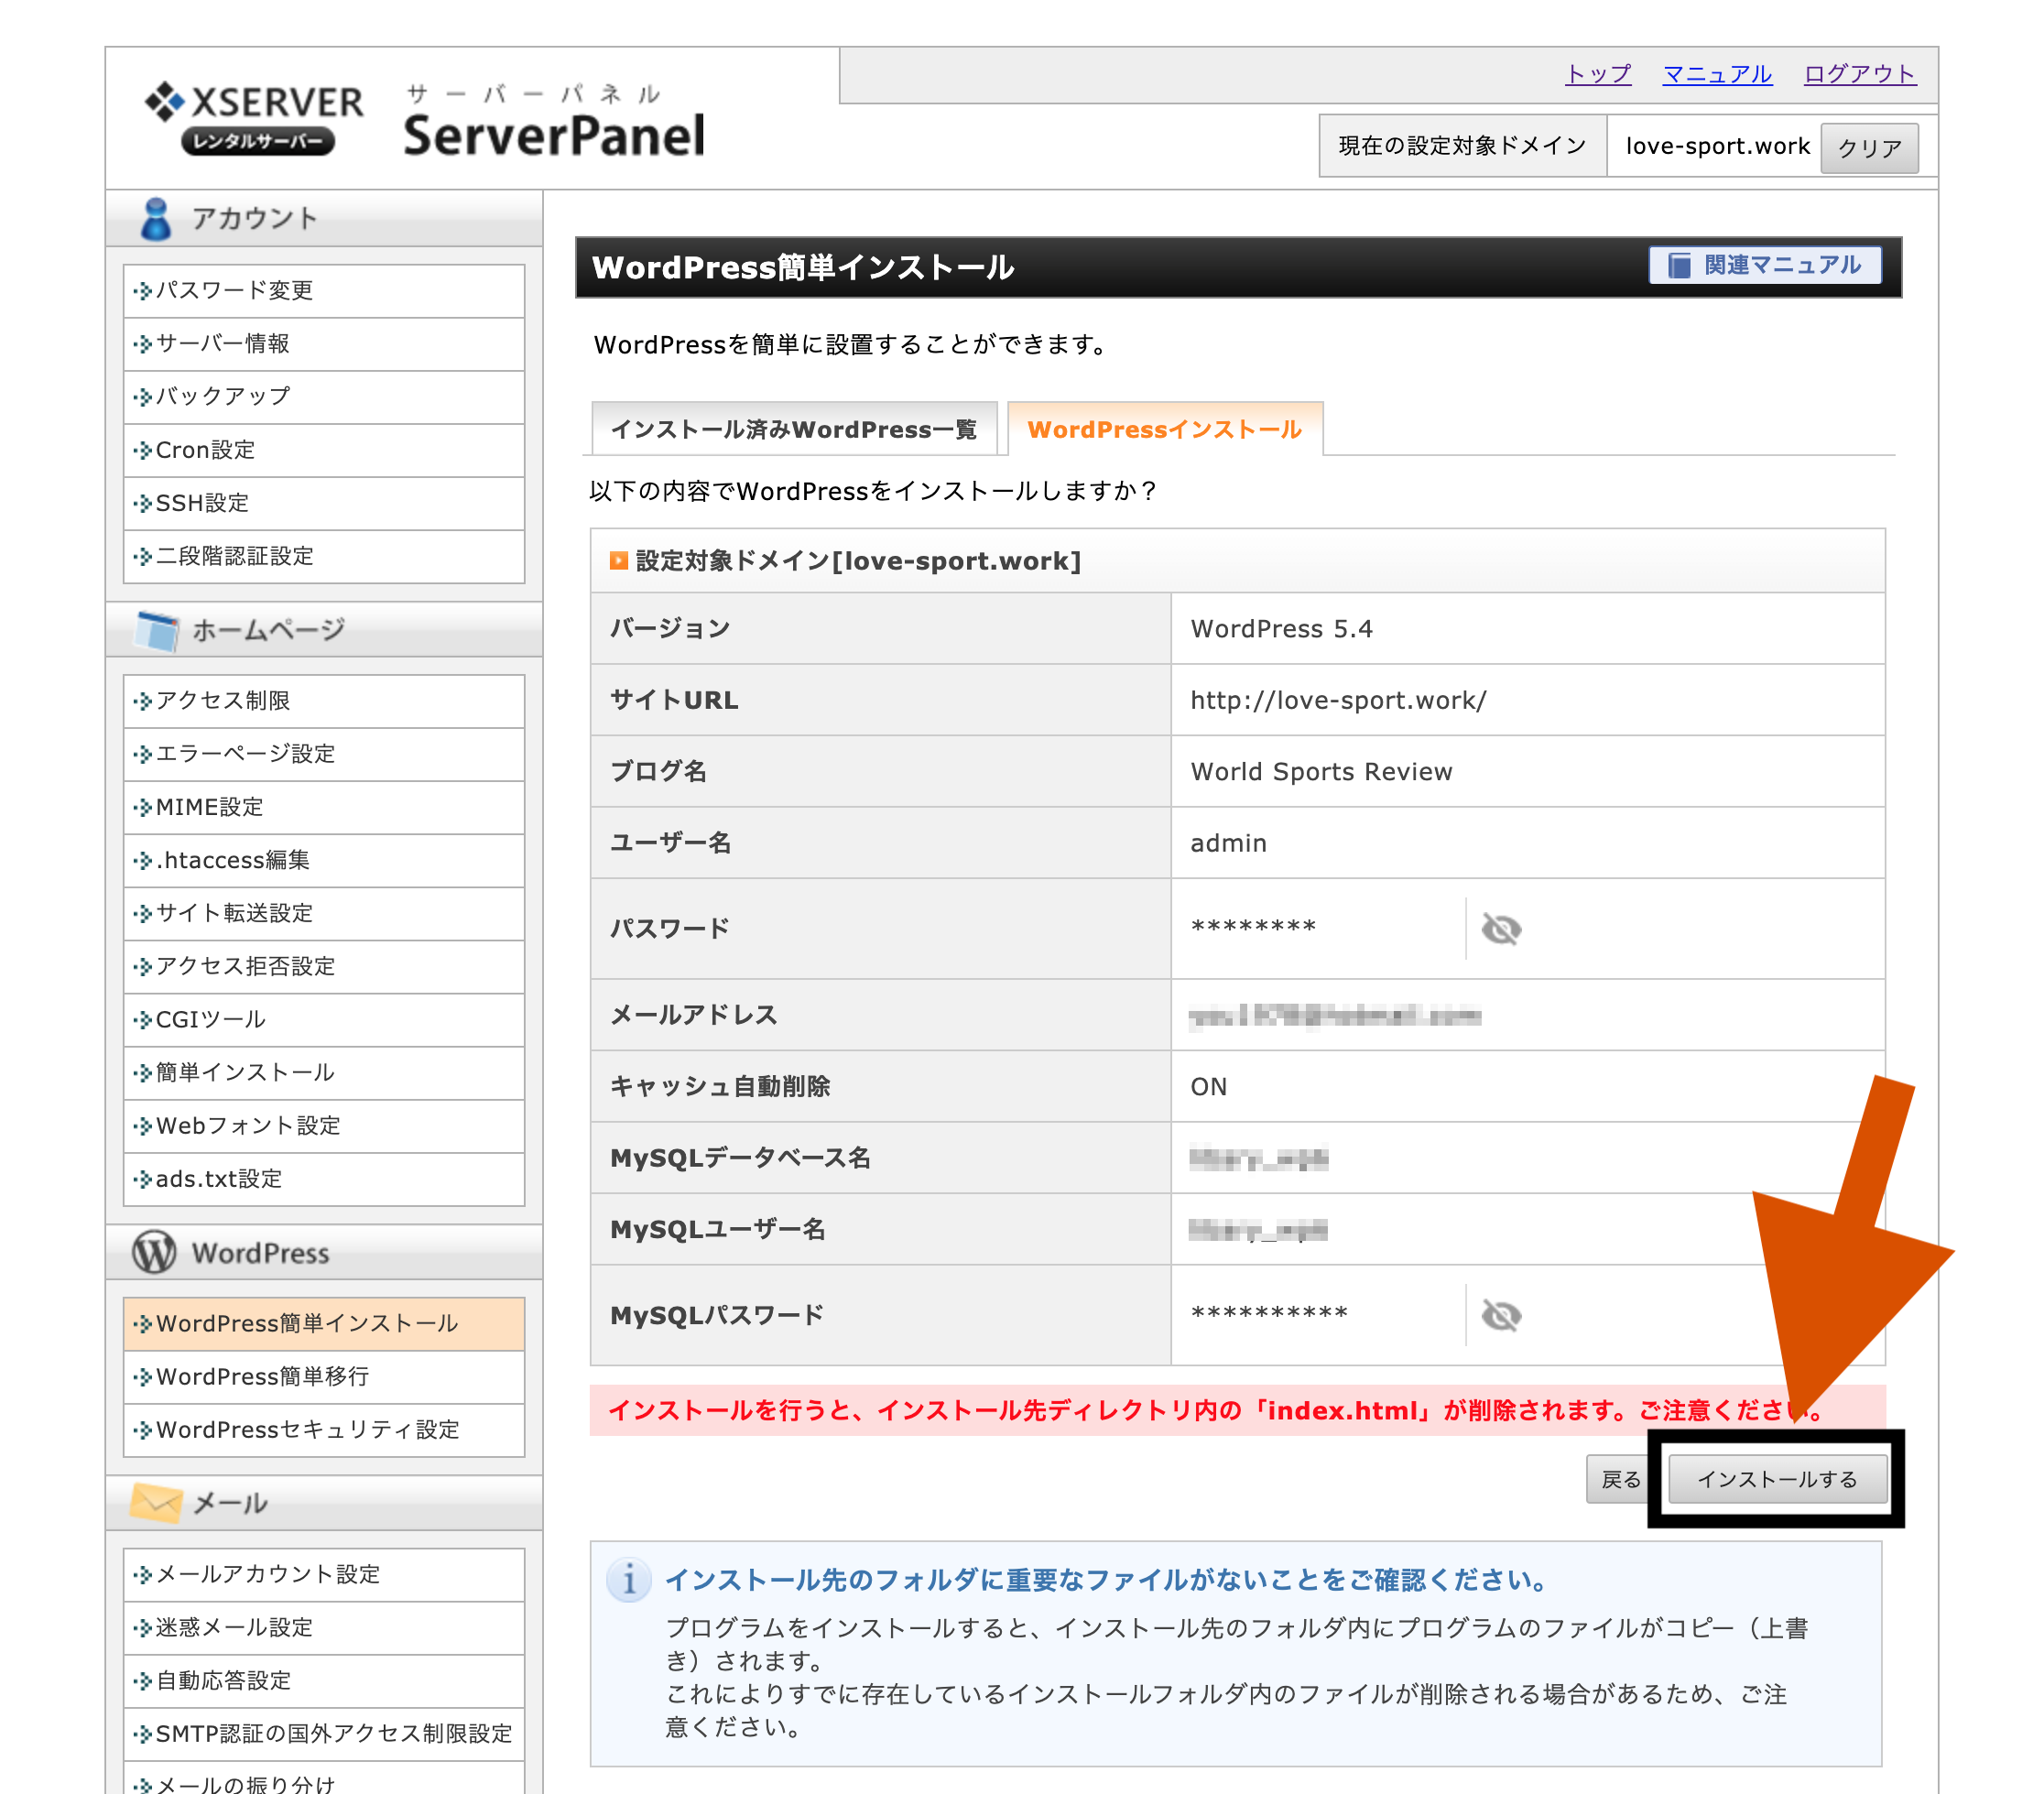 XSERVER
レンタルサーバー
サーバーパネル
ServerPanel
トップ マニュアル ログアウト
現在の設定対象ドメイン love-sport.work クリア
アカウント
パスワード変更
サーバー情報
バックアップ
Cron設定
SSH設定
二段階認証設定
ホームページ
アクセス制限
エラーページ設定
MIME設定
.htaccess編集
サイト転送設定
アクセス拒否設定
CGIツール
簡単インストール
Webフォント設定
ads.txt設定
WordPress
WordPress簡単インストール
WordPress簡単移行
WordPressセキュリティ設定
メール
メールアカウント設定
迷惑メール設定
自動応答設定
SMTP認証の国外アクセス制限設定
メールの振り分け
WordPress簡単インストール 関連マニュアル
WordPressを簡単に設置することができます。
インストール済みWordPress一覧 WordPressインストール
以下の内容でWordPressをインストールしますか？
設定対象ドメイン[love-sport.work]
バージョン WordPress 5.4
サイトURL http://love-sport.work/
ブログ名 World Sports Review
ユーザー名 admin
パスワード ********
メールアドレス
キャッシュ自動削除 ON
MySQLデータベース名
MySQLユーザー名
MySQLパスワード **********
インストールを行うと、インストール先ディレクトリ内の「index.html」が削除されます。ご注意ください。
戻る インストールする
インストール先のフォルダに重要なファイルがないことをご確認ください。
プログラムをインストールすると、インストール先のフォルダ内にプログラムのファイルがコピー（上書
き）されます。
これによりすでに存在しているインストールフォルダ内のファイルが削除される場合があるため、ご注
意ください。